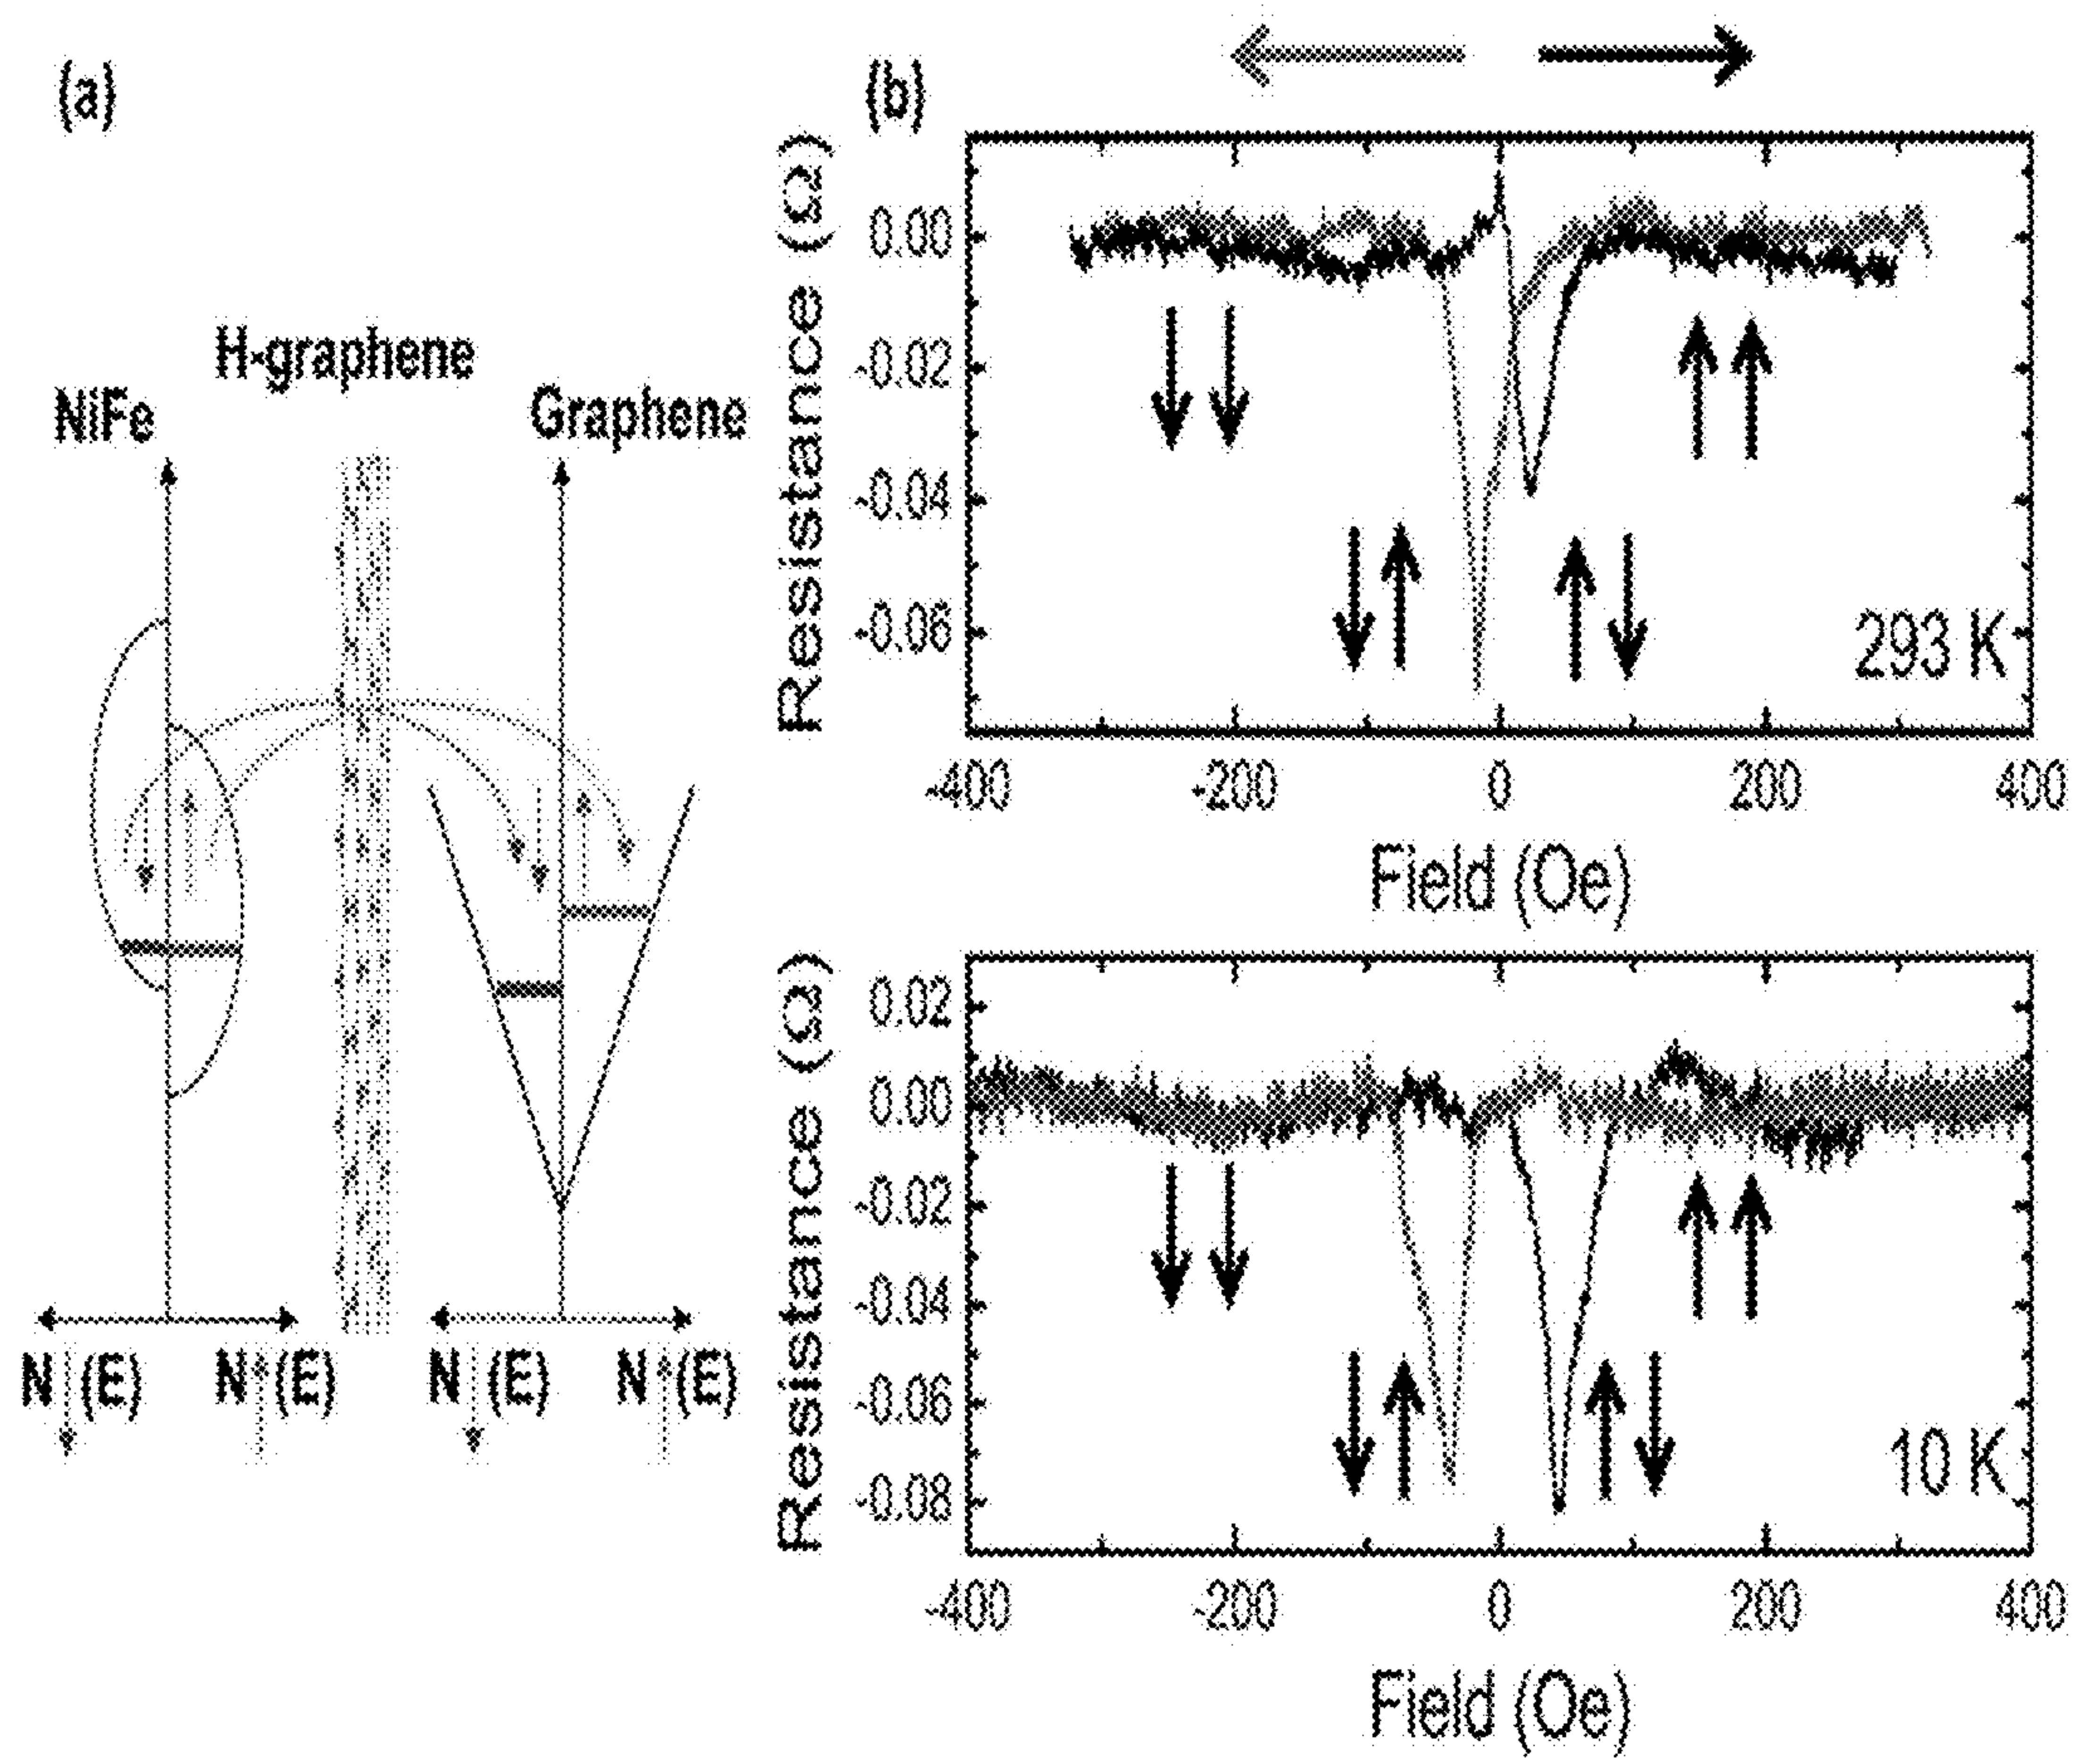 (a)
H-graphene
NiFe
Graphene
N (E) N (E) N (E) N (E)
(b)
Resistance (Ω)
0.00
-0.02
-0.04
-0.06
293 K
-400 -200 0 200 400
Field (Oe)
Resistance (Ω)
0.02
0.00
-0.02
-0.04
-0.06
-0.08
10 K
-400 -200 0 200 400
Field (Oe)